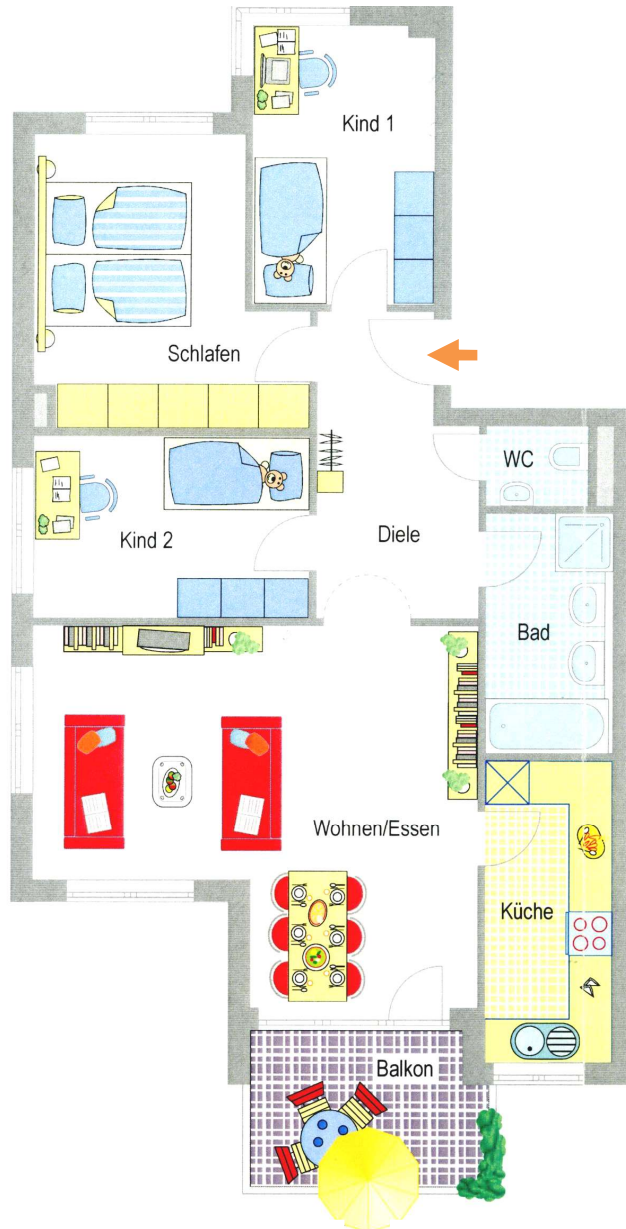 Kind 1
Schlafen
WC
Kind 2
Diele
Bad
Wohnen/Essen
Küche
Balkon